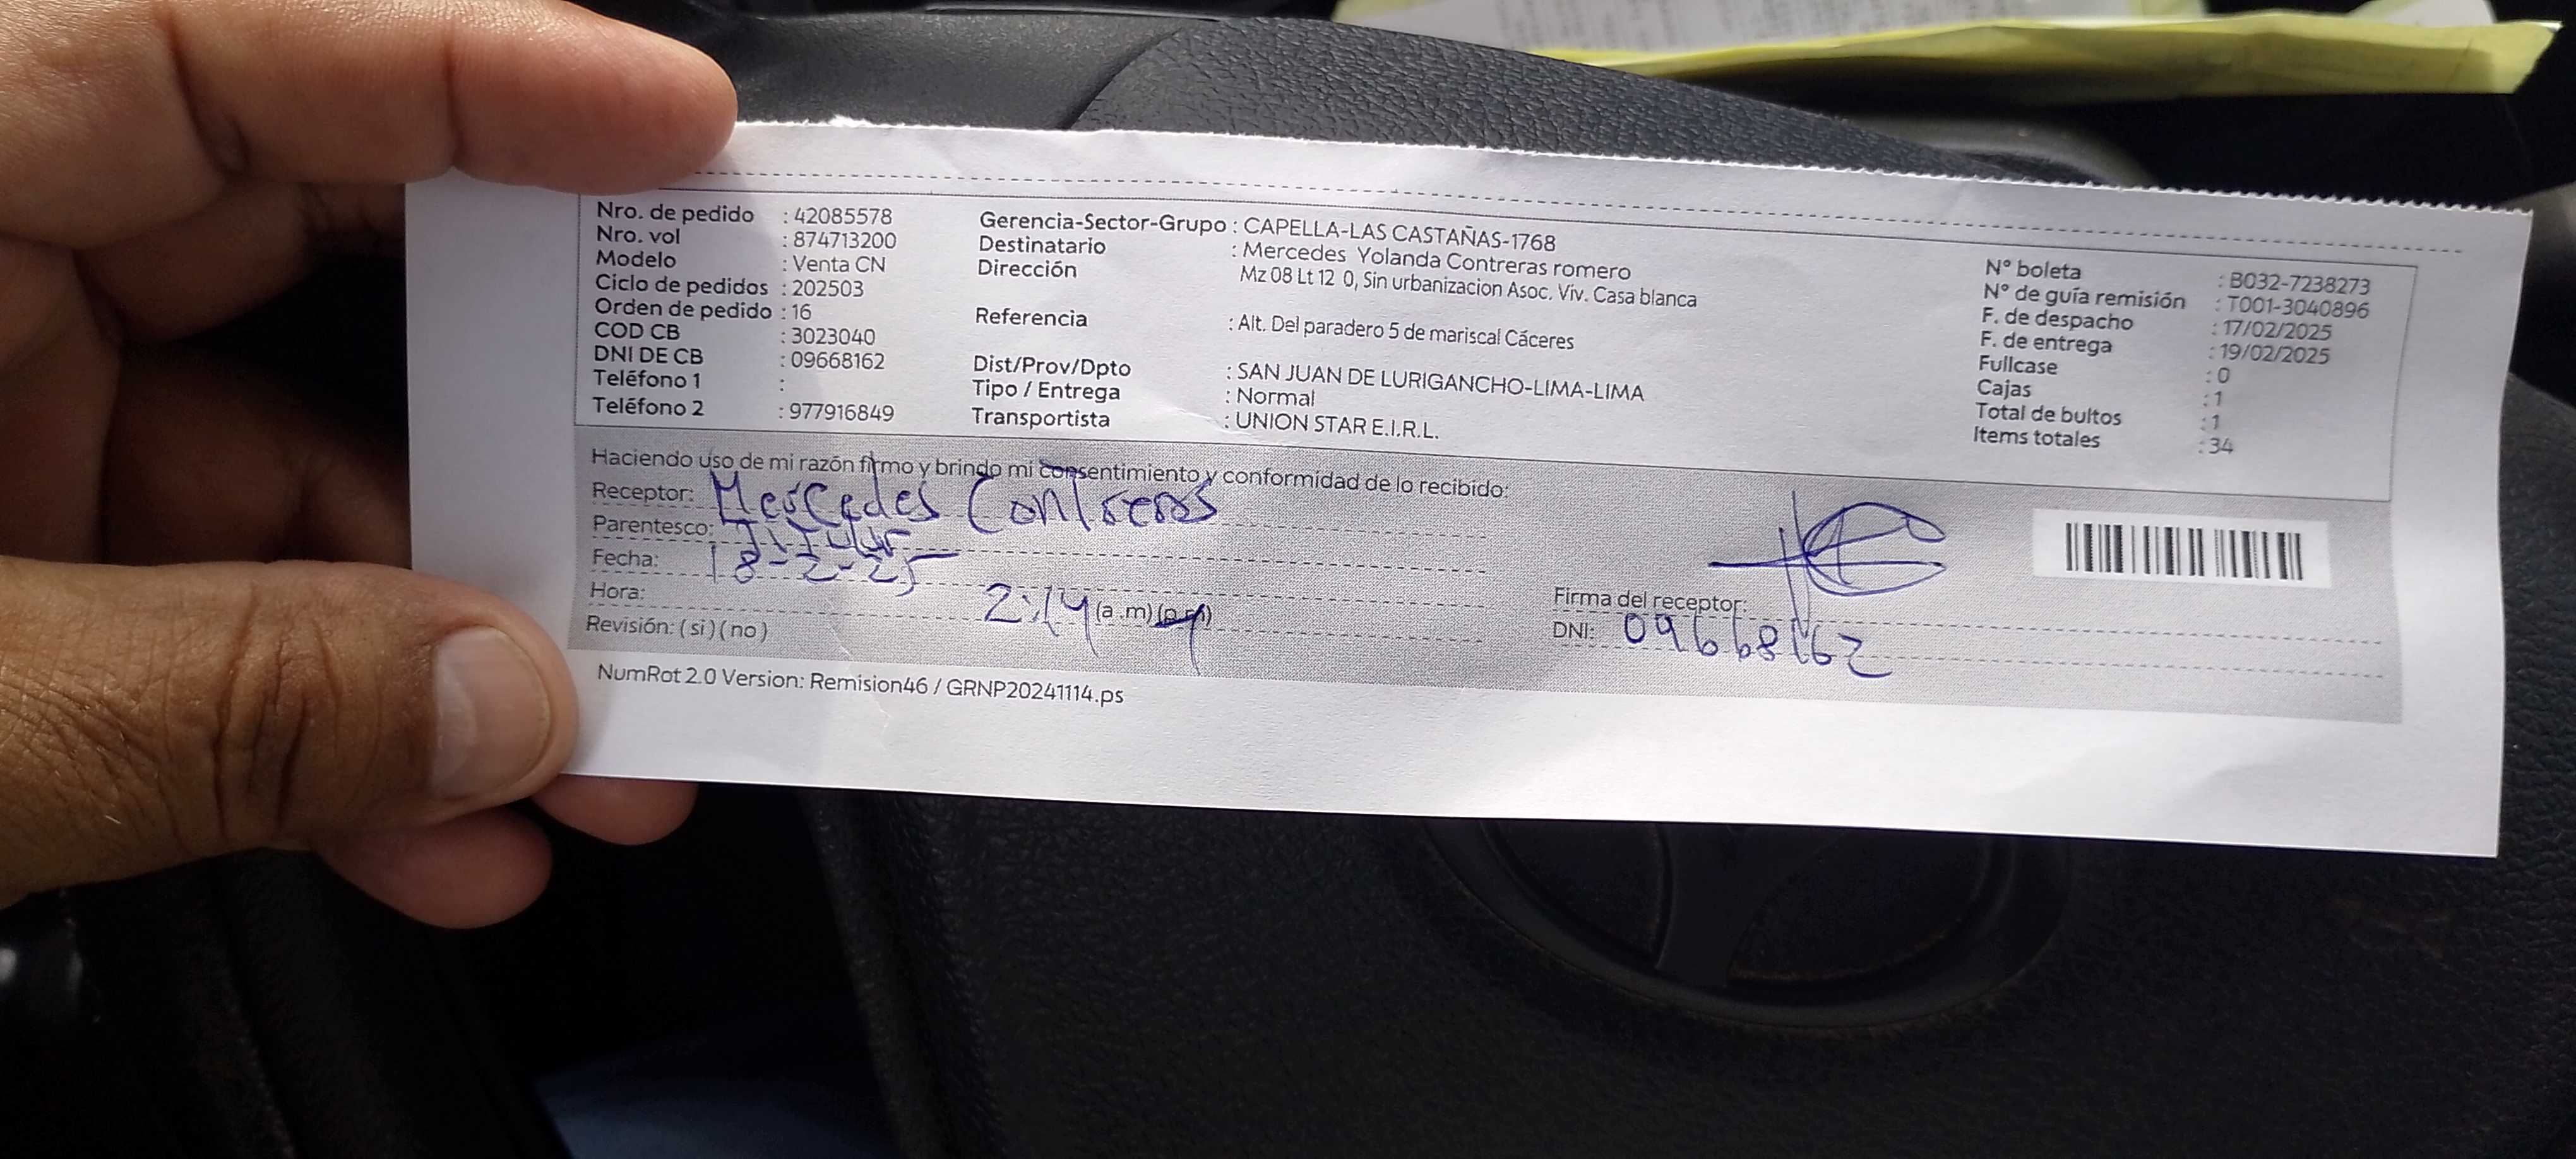 Nro. de pedido : 42085578
Nro. vol : 874713200
Modelo : Venta CN
Ciclo de pedidos : 202503
Orden de pedido : 16
COD CB : 3023040
DNI DE CB : 09668162
Teléfono 1 :
Teléfono 2 : 977916849
Gerencia-Sector-Grupo : CAPELLA-LAS CASTAÑAS-1768
Destinatario : Mercedes Yolanda Contreras romero
Dirección Mz 08 Lt 12 0, Sin urbanizacion Asoc. Viv. Casa blanca
Referencia : Alt. Del paradero 5 de mariscal Cáceres
Dist/Prov/Dpto : SAN JUAN DE LURIGANCHO-LIMA-LIMA
Tipo / Entrega : Normal
Transportista : UNION STAR E.I.R.L.
N° boleta : B032-7238273
N° de guía remisión : T001-3040896
F. de despacho : 17/02/2025
F. de entrega : 19/02/2025
Fullcase : 0
Cajas : 1
Total de bultos : 1
Items totales : 34
Haciendo uso de mi razón firmo y brindo mi consentimiento y conformidad de lo recibido:
Receptor: Mercedes Contreras
Parentesco: Titular
Fecha: 18-2-25
Hora: 2:14 (a .m) (p.m)
Revisión: ( si ) ( no )
Firma del receptor:
DNI: 09668162
NumRot 2.0 Version: Remision46 / GRNP20241114.ps